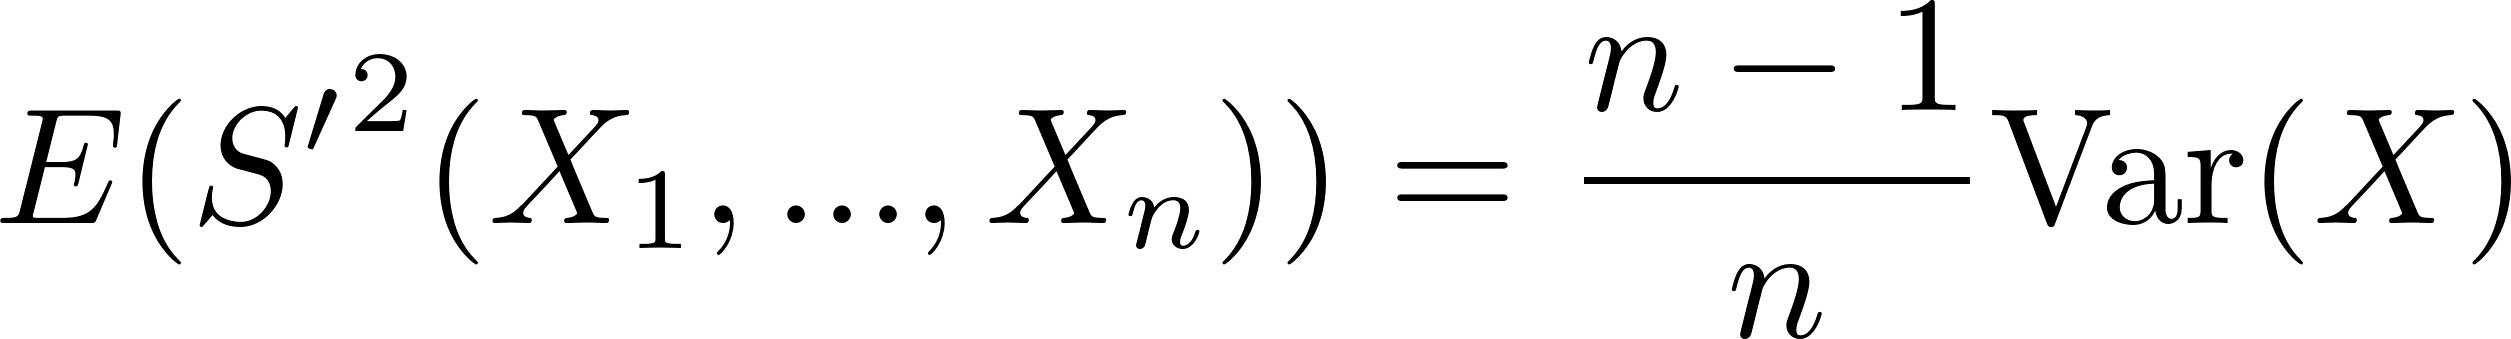 E(S'^2(X_1, ..., X_n)) = \frac{n-1}{n} Var(X)